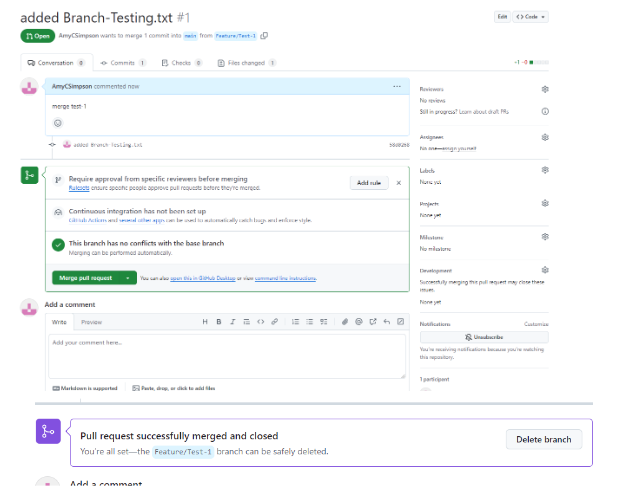 added Branch-Testing.txt #1
Edit
<> Code
Open
AmyCSimpson wants to merge 1 commit into main from Feature/Test-1
Conversation 0
Commits 1
Checks 0
Files changed 1
+1 -0
AmyCSimpson commented now
merge test-1
added Branch-Testing.txt
Require approval from specific reviewers before merging
Rulesets ensure specific people approve pull requests before they're merged.
Add rule
Continuous integration has not been set up
GitHub Actions and several other apps can be used to automatically catch bugs and enforce style.
This branch has no conflicts with the base branch
Merging can be performed automatically.
Merge pull request
You can also open this in GitHub Desktop or view command line instructions.
Add a comment
Write
Preview
H B I
Add your comment here...
Markdown is supported
Paste, drop, or click to add files
Reviewers
No reviews
Still in progress? Learn about draft PRs
Assignees
No one—assign yourself
Labels
None yet
Projects
None yet
Milestone
No milestone
Development
Successfully merging this pull request may close these
issues.
None yet
Notifications
Customize
Unsubscribe
You're receiving notifications because you're watching
this repository.
1 participant
Pull request successfully merged and closed
You're all set—the Feature/Test-1 branch can be safely deleted.
Delete branch
Add a comment